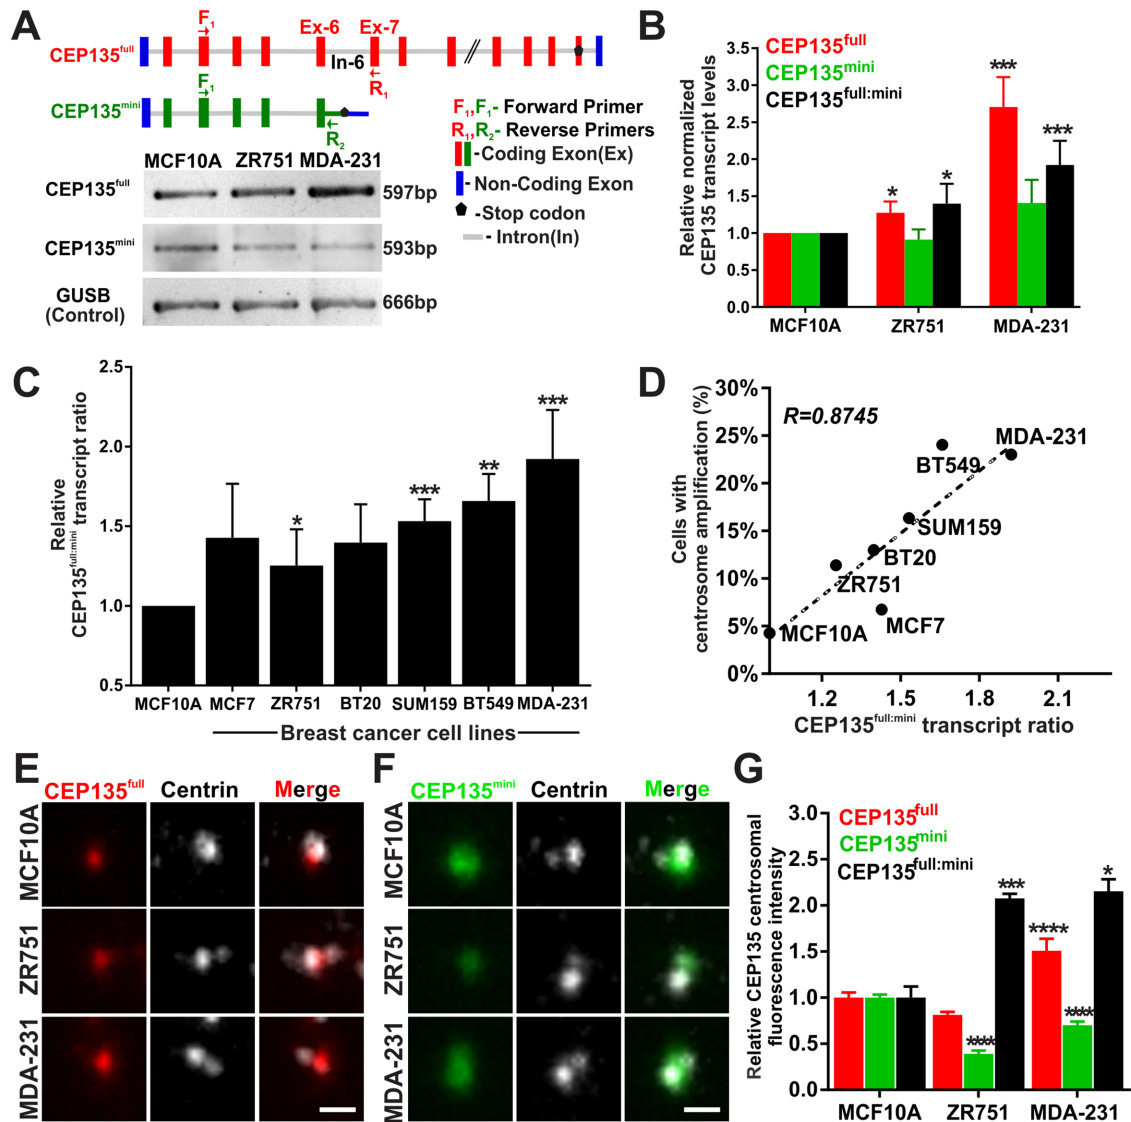 A
F1
Ex-6
Ex-7
CEP135full
In-6
R1
F1
CEP135mini
R2
F1,F1- Forward Primer
R1,R2- Reverse Primers
-Coding Exon(Ex)
- Non-Coding Exon
-Stop codon
- Intron(In)
MCF10A ZR751 MDA-231
CEP135full
597bp
CEP135mini
593bp
GUSB
(Control)
666bp
B
CEP135full
CEP135mini
CEP135full:mini
Relative normalized
CEP135 transcript levels
3.5
3.0
2.5
2.0
1.5
1.0
0.5
0.0
*
*
***
***
MCF10A
ZR751
MDA-231
C
Relative
CEP135full:mini transcript ratio
2.5
2.0
1.5
1.0
0.5
*
***
**
***
MCF10A
MCF7
ZR751
BT20
SUM159
BT549
MDA-231
Breast cancer cell lines
D
Cells with
centrosome amplification (%)
30%
25%
20%
15%
10%
5%
0%
R=0.8745
MDA-231
BT549
SUM159
BT20
ZR751
MCF7
MCF10A
1.2
1.5
1.8
2.1
CEP135full:mini transcript ratio
E
CEP135full
Centrin
Merge
MCF10A
ZR751
MDA-231
F
CEP135mini
Centrin
Merge
MCF10A
ZR751
MDA-231
G
CEP135full
CEP135mini
CEP135full:mini
Relative CEP135 centrosomal
fluorescence intensity
3.0
2.5
2.0
1.5
1.0
0.5
0.0
****
***
****
****
*
MCF10A
ZR751
MDA-231